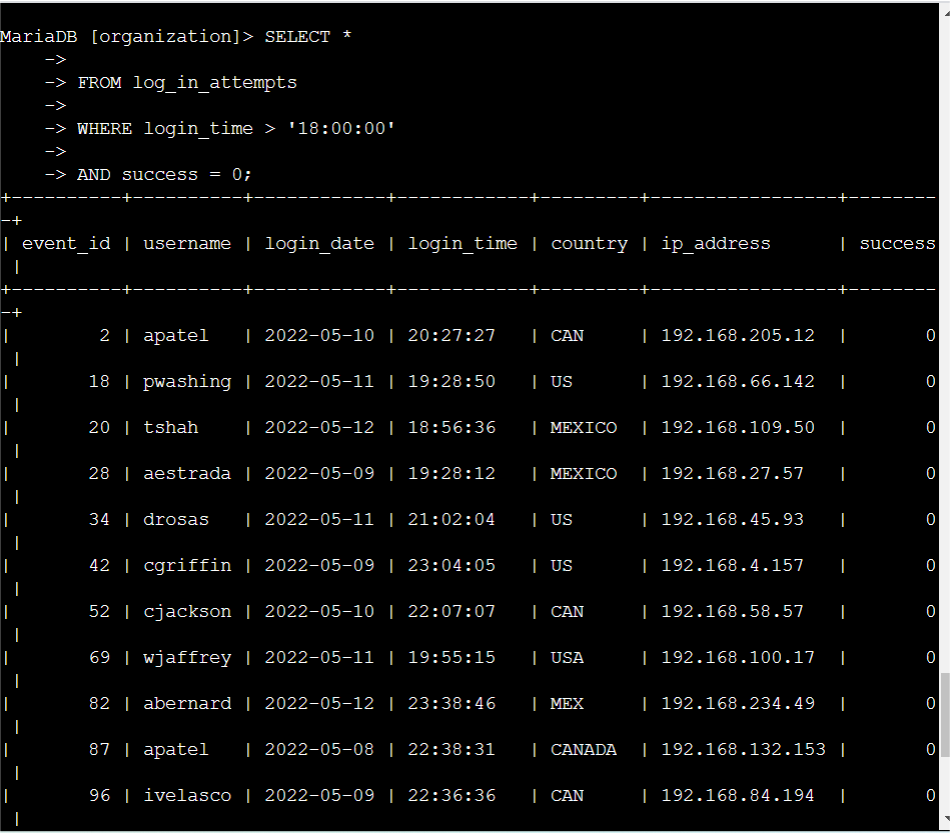 MariaDB [organization]> SELECT *
    ->
    -> FROM log_in_attempts
    ->
    -> WHERE login_time > '18:00:00'
    ->
    -> AND success = 0;
+----------+----------+------------+------------+---------+-----------------+--------
-+
| event_id | username | login_date | login_time | country | ip_address      | success
 |
+----------+----------+------------+------------+---------+-----------------+--------
-+
|        2 | apatel   | 2022-05-10 | 20:27:27   | CAN     | 192.168.205.12  |       0
 |
|       18 | pwashing | 2022-05-11 | 19:28:50   | US      | 192.168.66.142  |       0
 |
|       20 | tshah    | 2022-05-12 | 18:56:36   | MEXICO  | 192.168.109.50  |       0
 |
|       28 | aestrada | 2022-05-09 | 19:28:12   | MEXICO  | 192.168.27.57   |       0
 |
|       34 | drosas   | 2022-05-11 | 21:02:04   | US      | 192.168.45.93   |       0
 |
|       42 | cgriffin | 2022-05-09 | 23:04:05   | US      | 192.168.4.157   |       0
 |
|       52 | cjackson | 2022-05-10 | 22:07:07   | CAN     | 192.168.58.57   |       0
 |
|       69 | wjaffrey | 2022-05-11 | 19:55:15   | USA     | 192.168.100.17  |       0
 |
|       82 | abernard | 2022-05-12 | 23:38:46   | MEX     | 192.168.234.49  |       0
 |
|       87 | apatel   | 2022-05-08 | 22:38:31   | CANADA  | 192.168.132.153 |       0
 |
|       96 | ivelasco | 2022-05-09 | 22:36:36   | CAN     | 192.168.84.194  |       0
 |